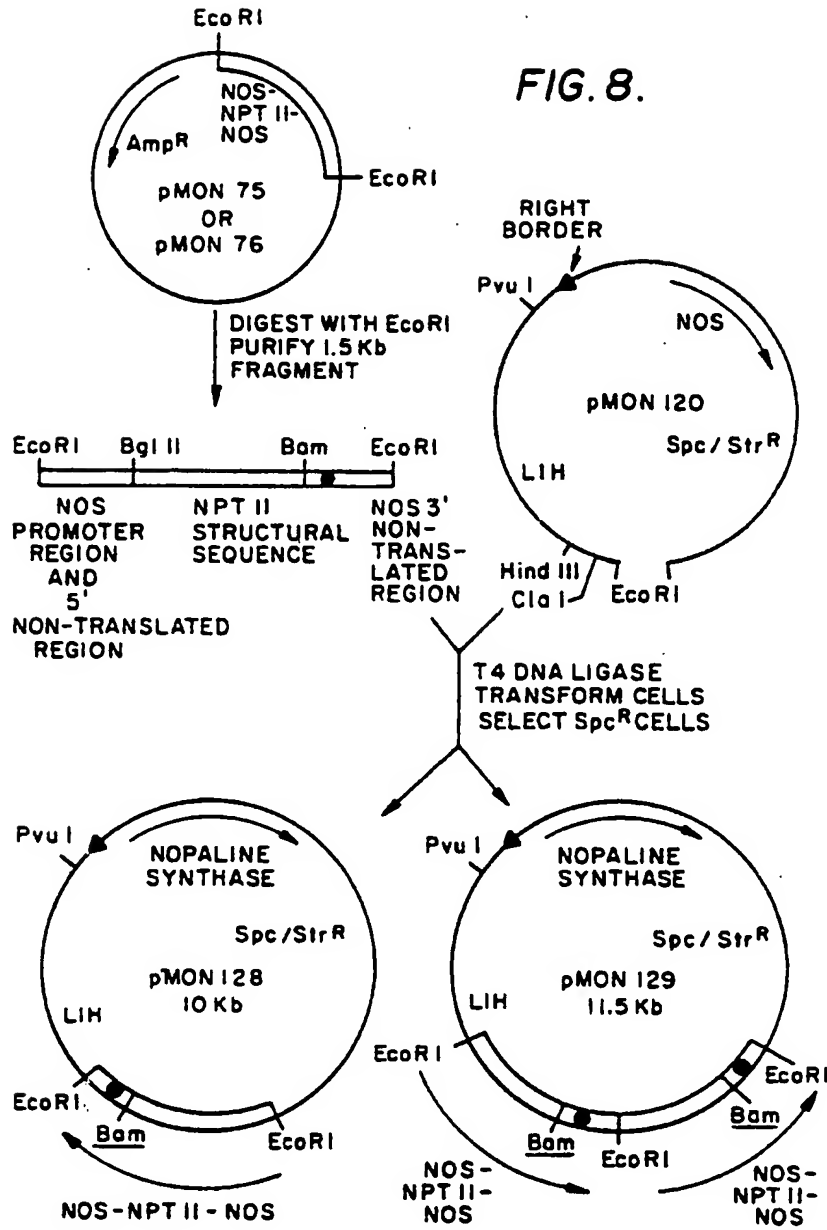 FIG. 8.
EcoRI
NOS-
NPT II-
NOS
AmpR
EcoRI
pMON 75
OR
pMON 76
DIGEST WITH EcoRI
PURIFY 1.5 Kb
FRAGMENT
RIGHT
BORDER
Pvu I
NOS
pMON 120
Spc/StrR
LIH
Hind III
Cla I
EcoRI
EcoRI Bgl II Bam EcoRI
NOS
PROMOTER
REGION
AND
5'
NON-TRANSLATED
REGION
NPT II
STRUCTURAL
SEQUENCE
NOS 3'
NON-
TRANS-
LATED
REGION
T4 DNA LIGASE
TRANSFORM CELLS
SELECT SpcR CELLS
Pvu I
NOPALINE
SYNTHASE
Spc/StrR
pMON 128
10 Kb
LIH
EcoRI
Bam
EcoRI
NOS-NPT II-NOS
Pvu I
NOPALINE
SYNTHASE
Spc/StrR
pMON 129
11.5 Kb
LIH
EcoRI
Bam
EcoRI
Bam
EcoRI
NOS-
NPT II-
NOS
NOS-
NPT II-
NOS